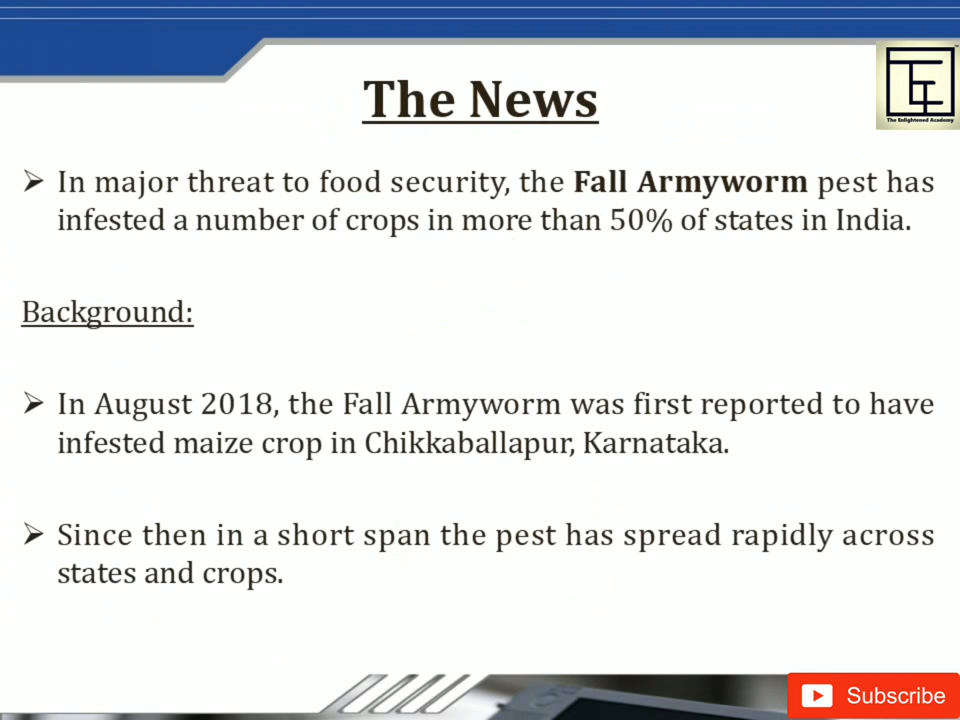 The News
The Enlightened Academy
➢ In major threat to food security, the Fall Armyworm pest has
infested a number of crops in more than 50% of states in India.
Background:
➢ In August 2018, the Fall Armyworm was first reported to have
infested maize crop in Chikkaballapur, Karnataka.
➢ Since then in a short span the pest has spread rapidly across
states and crops.
Subscribe